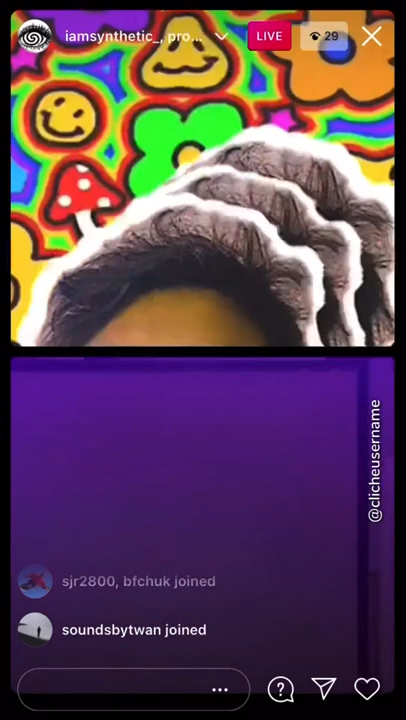 iamsynthetic_, pro...
LIVE
29
@clicheusername
sjr2800, bfchuk joined
soundsbytwan joined